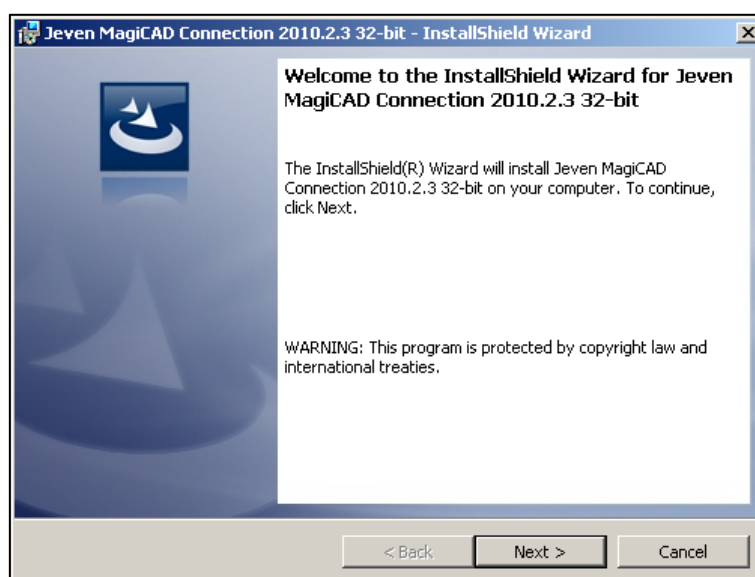 Jeven MagiCAD Connection 2010.2.3 32-bit - InstallShield Wizard
Welcome to the InstallShield Wizard for Jeven
MagiCAD Connection 2010.2.3 32-bit
The InstallShield(R) Wizard will install Jeven MagiCAD
Connection 2010.2.3 32-bit on your computer. To continue,
click Next.
WARNING: This program is protected by copyright law and
international treaties.
< Back
Next >
Cancel